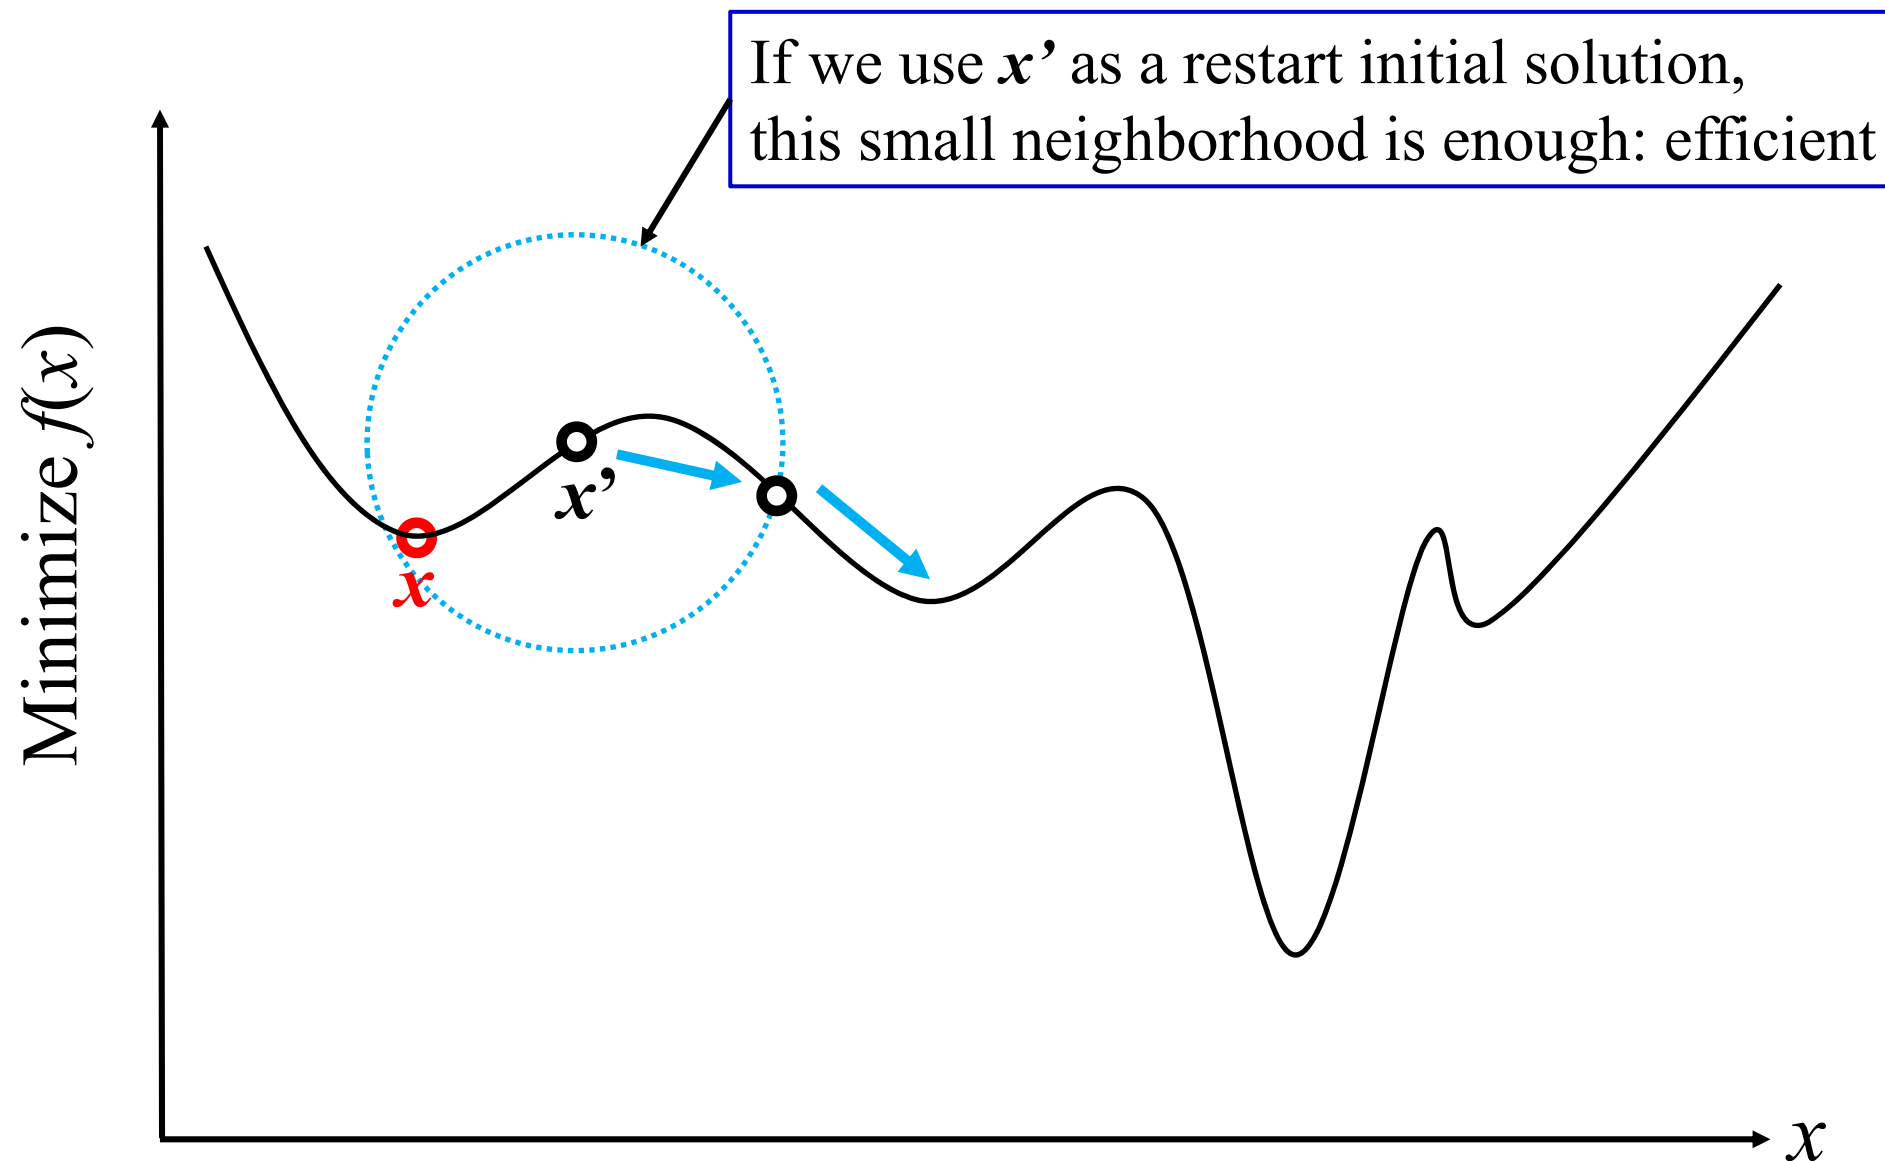 If we use x’ as a restart initial solution,
this small neighborhood is enough: efficient
Minimize f(x)
x’
x
x